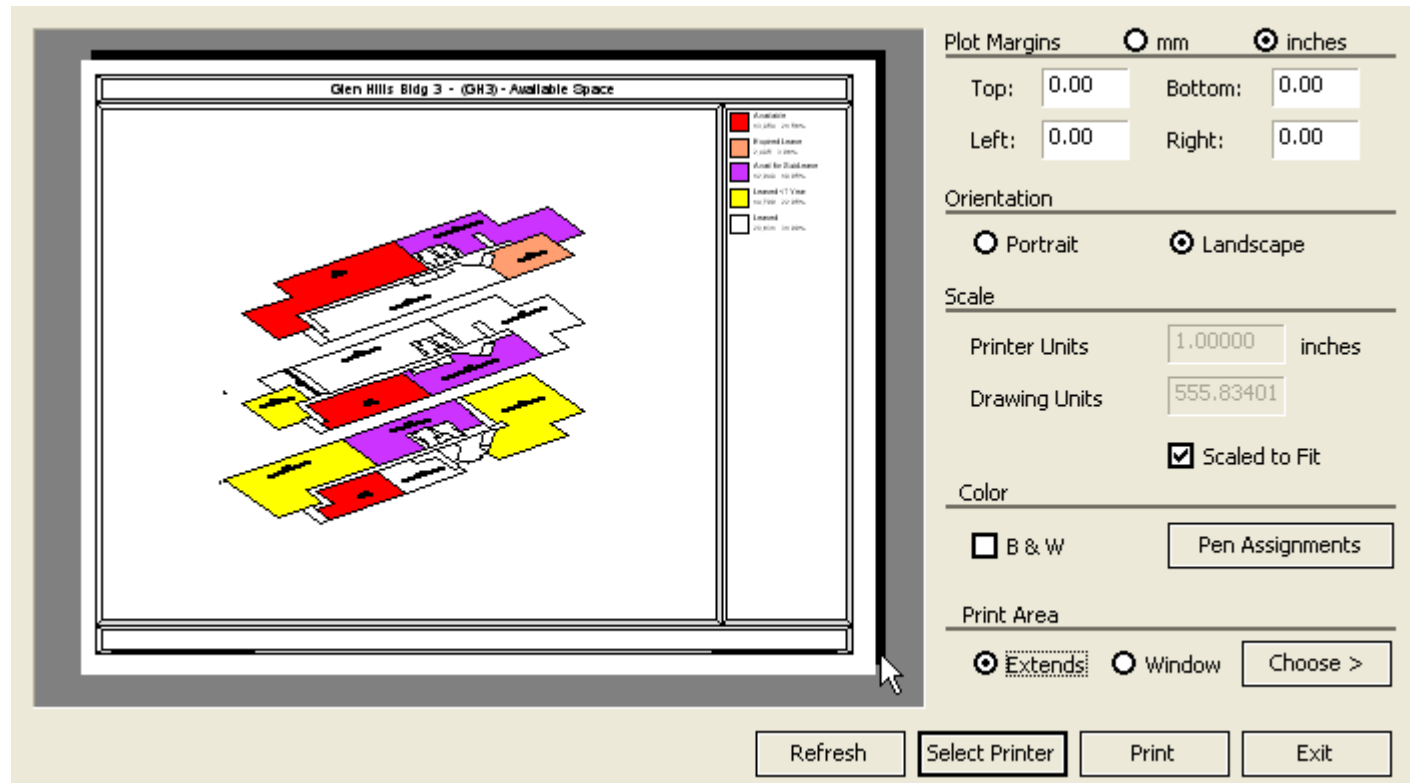 Glen Hills Bldg 3 - (GH3) - Available Space
Available
Expired Lease
Avail for SubLease
Leased <1 Year
Leased
Plot Margins mm inches
Top: 0.00 Bottom: 0.00
Left: 0.00 Right: 0.00
Orientation
Portrait Landscape
Scale
Printer Units 1.00000 inches
Drawing Units 555.83401
Scaled to Fit
Color
B & W Pen Assignments
Print Area
Extends Window Choose >
Refresh Select Printer Print Exit